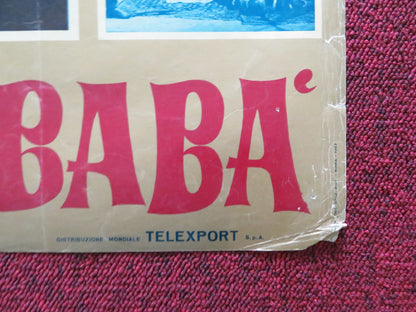 BABA'
DISTRIBUZIONE MONDIALE TELEXPORT S.p.A.